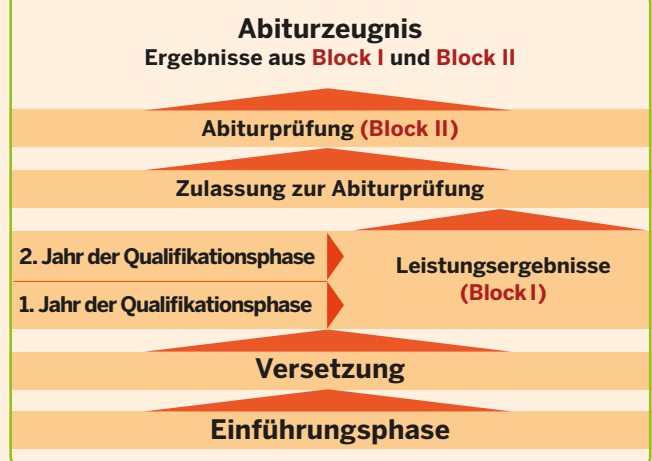 Abiturzeugnis
Ergebnisse aus Block I und Block II
Abiturprüfung (Block II)
Zulassung zur Abiturprüfung
2. Jahr der Qualifikationsphase
1. Jahr der Qualifikationsphase
Leistungsergebnisse
(Block I)
Versetzung
Einführungsphase